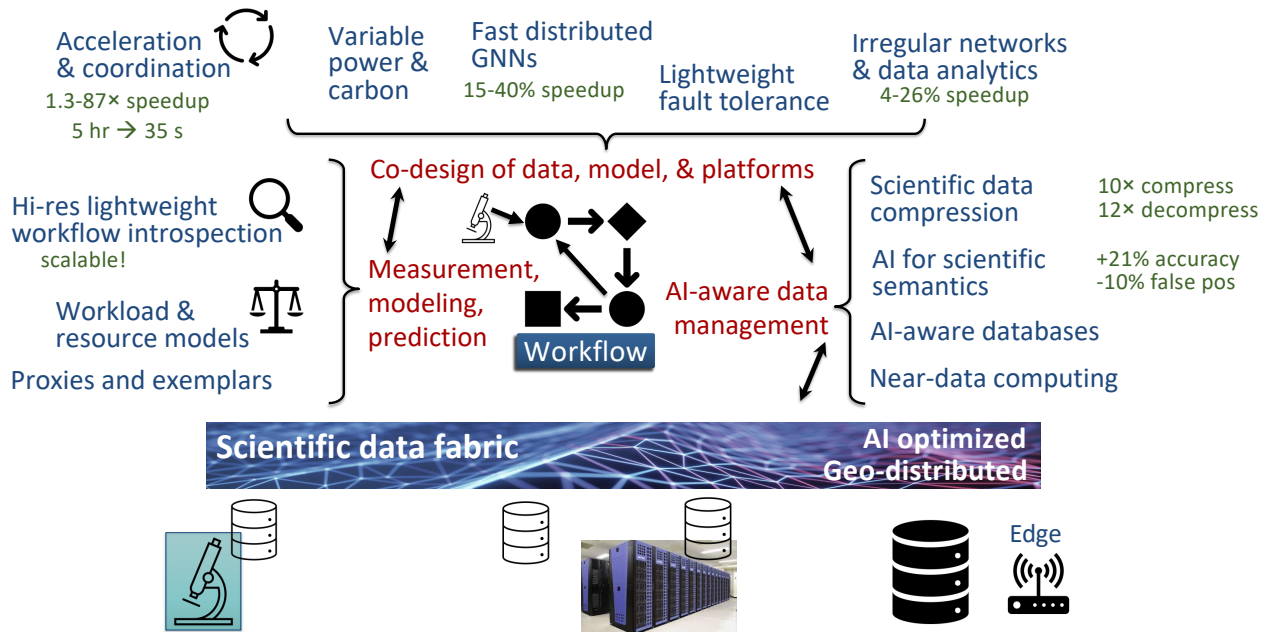 Acceleration
& coordination
1.3-87× speedup
5 hr → 35 s
Variable
power &
carbon
Fast distributed
GNNs
15-40% speedup
Lightweight
fault tolerance
Irregular networks
& data analytics
4-26% speedup
Co-design of data, model, & platforms
Hi-res lightweight
workflow introspection
scalable!
Workload &
resource models
Proxies and exemplars
Measurement,
modeling,
prediction
Workflow
AI-aware data
management
Scientific data
compression
10× compress
12× decompress
AI for scientific
semantics
+21% accuracy
-10% false pos
AI-aware databases
Near-data computing
Scientific data fabric
AI optimized
Geo-distributed
Edge